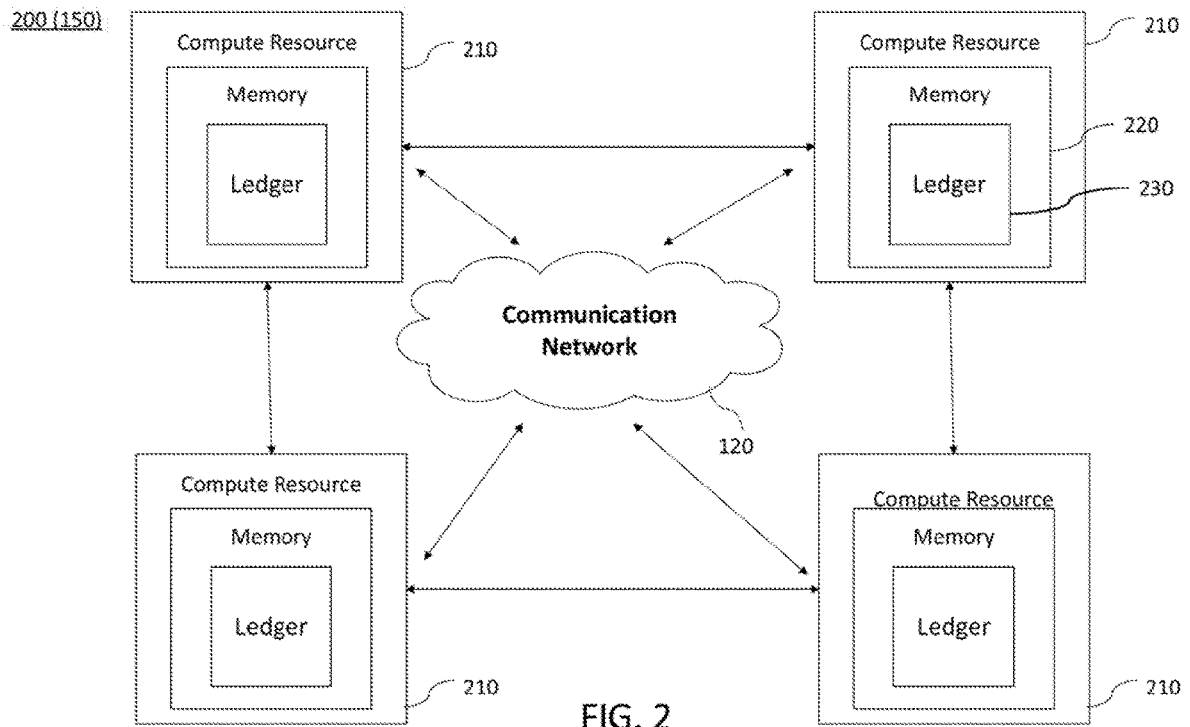 200 (150)
Compute Resource
210
Memory
Ledger
Compute Resource
210
Memory
220
Ledger
230
Communication
Network
120
Compute Resource
Memory
Ledger
210
Compute Resource
Memory
Ledger
210
FIG. 2